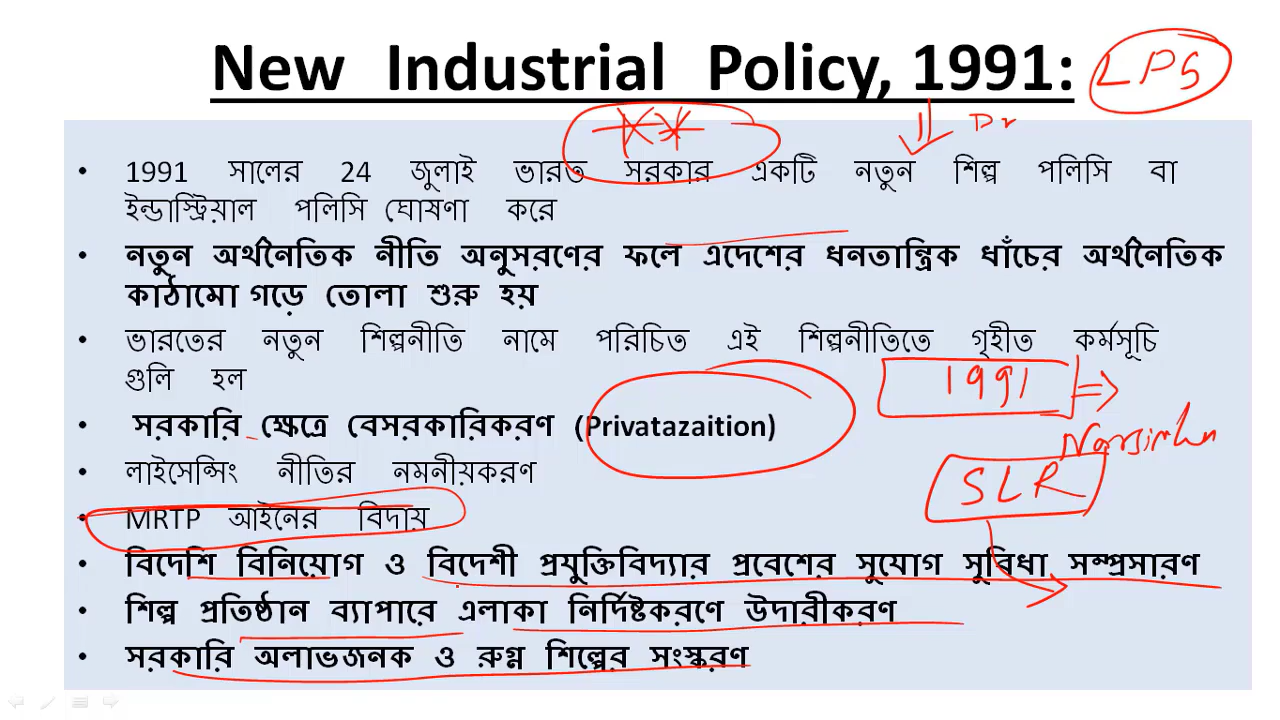 New Industrial Policy, 1991:
LPG
Dr
• 1991 সালের 24 জুলাই ভারত সরকার একটি নতুন শিল্প পলিসি বা
ইন্ডাস্ট্রিয়াল পলিসি ঘোষণা করে
• নতুন অর্থনৈতিক নীতি অনুসরণের ফলে এদেশের ধনতান্ত্রিক ধাঁচের অর্থনৈতিক
কাঠামো গড়ে তোলা শুরু হয়
• ভারতের নতুন শিল্পনীতি নামে পরিচিত এই শিল্পনীতিতে গৃহীত কর্মসূচি
গুলি হল
1991
• সরকারি ক্ষেত্রে বেসরকারিকরণ (Privatazaition)
• লাইসেন্সিং নীতির নমনীয়করণ
SLR
• MRTP আইনের বিদায়
• বিদেশি বিনিয়োগ ও বিদেশী প্রযুক্তিবিদ্যার প্রবেশের সুযোগ সুবিধা সম্প্রসারণ
• শিল্প প্রতিষ্ঠান ব্যাপারে এলাকা নির্দিষ্টকরণে উদারীকরণ
• সরকারি অলাভজনক ও রুগ্ন শিল্পের সংস্করণ